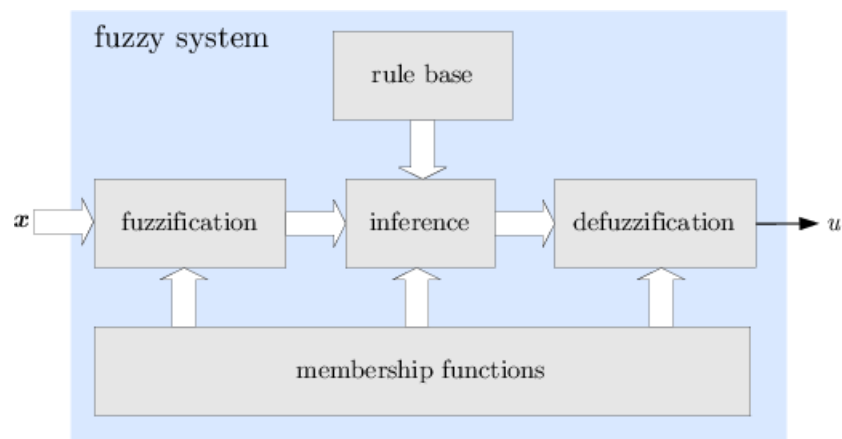 fuzzy system
rule base
x
fuzzification
inference
defuzzification
u
membership functions